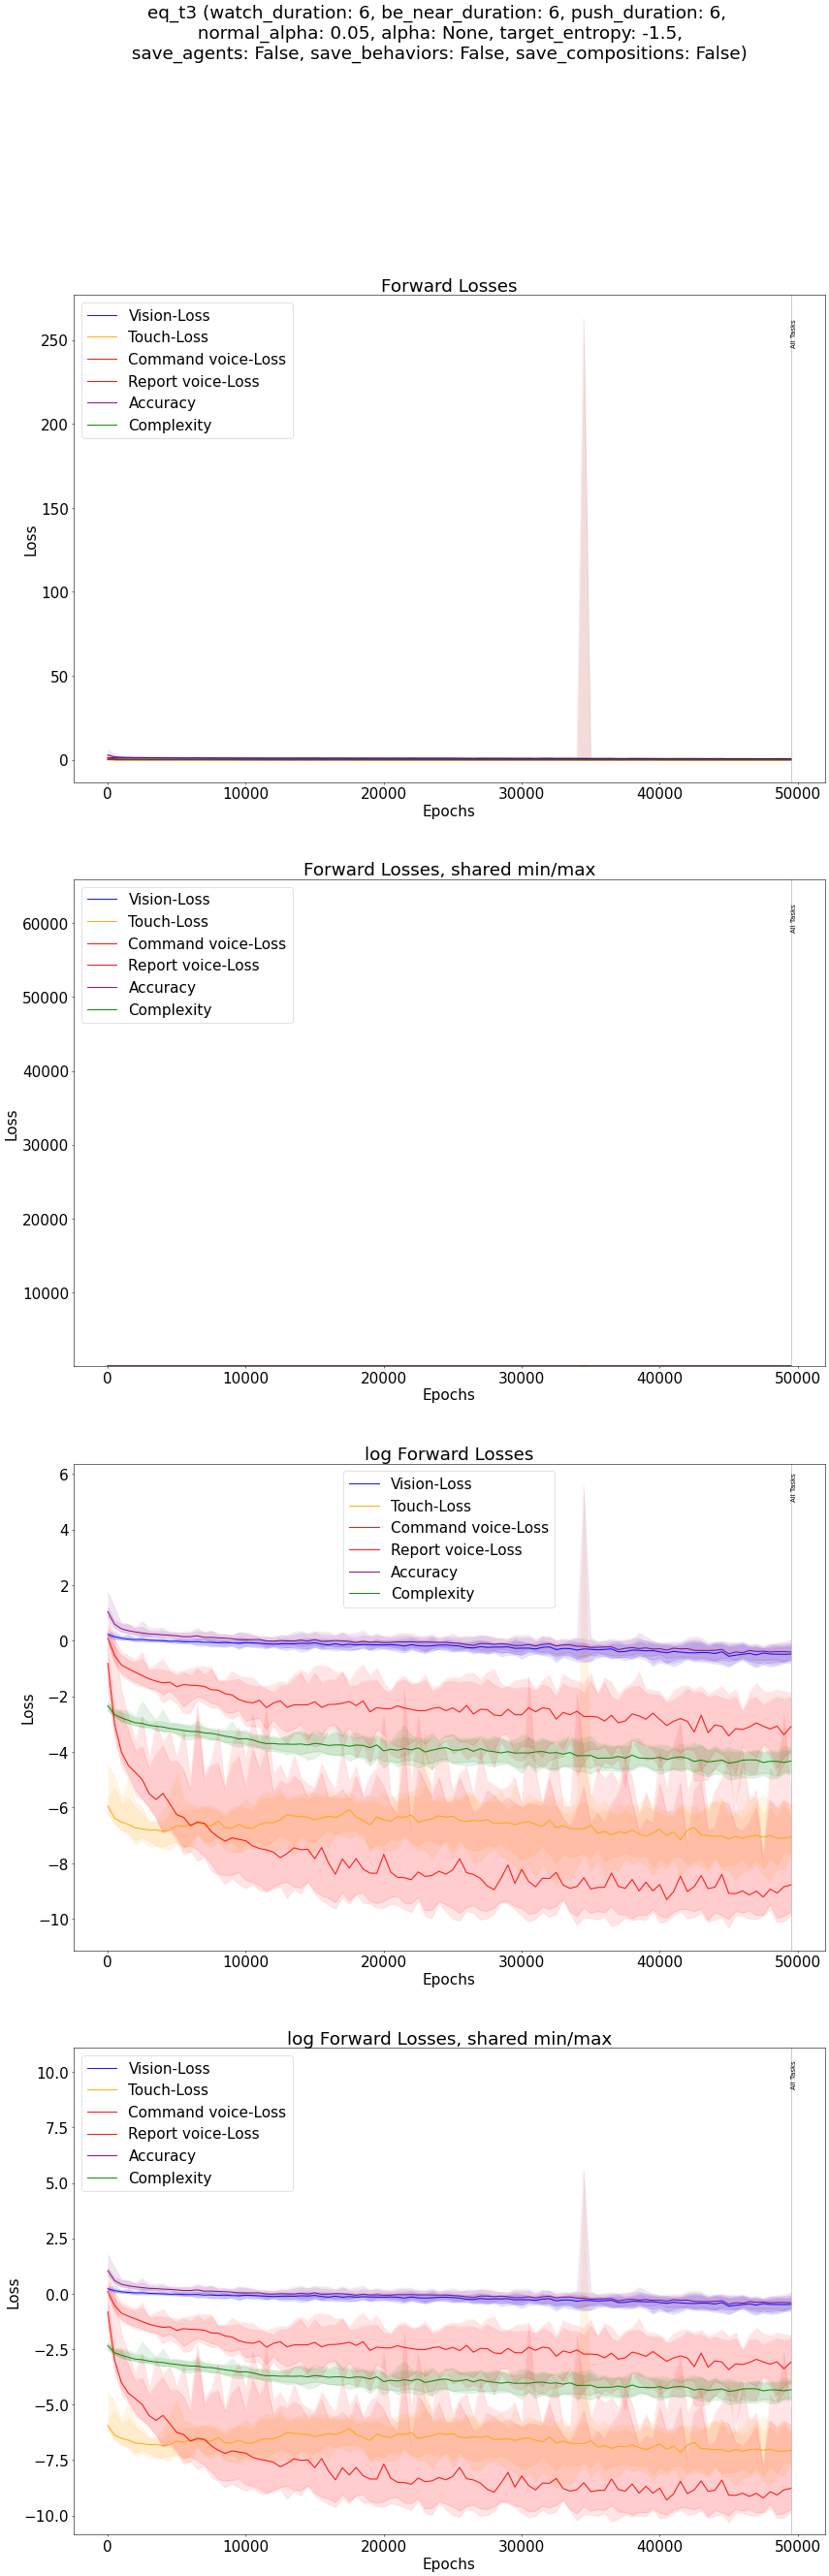 eq_t3 (watch_duration: 6, be_near_duration: 6, push_duration: 6,
normal_alpha: 0.05, alpha: None, target_entropy: -1.5,
save_agents: False, save_behaviors: False, save_compositions: False)
Forward Losses
Vision-Loss
Touch-Loss
Command voice-Loss
Report voice-Loss
Accuracy
Complexity
All Tasks
250
200
150
100
50
0
Loss
0 10000 20000 30000 40000 50000
Epochs
Forward Losses, shared min/max
Vision-Loss
Touch-Loss
Command voice-Loss
Report voice-Loss
Accuracy
Complexity
All Tasks
60000
50000
40000
30000
20000
10000
Loss
0 10000 20000 30000 40000 50000
Epochs
log Forward Losses
Vision-Loss
Touch-Loss
Command voice-Loss
Report voice-Loss
Accuracy
Complexity
All Tasks
6
4
2
0
−2
−4
−6
−8
−10
Loss
0 10000 20000 30000 40000 50000
Epochs
log Forward Losses, shared min/max
Vision-Loss
Touch-Loss
Command voice-Loss
Report voice-Loss
Accuracy
Complexity
All Tasks
10.0
7.5
5.0
2.5
0.0
−2.5
−5.0
−7.5
−10.0
Loss
0 10000 20000 30000 40000 50000
Epochs